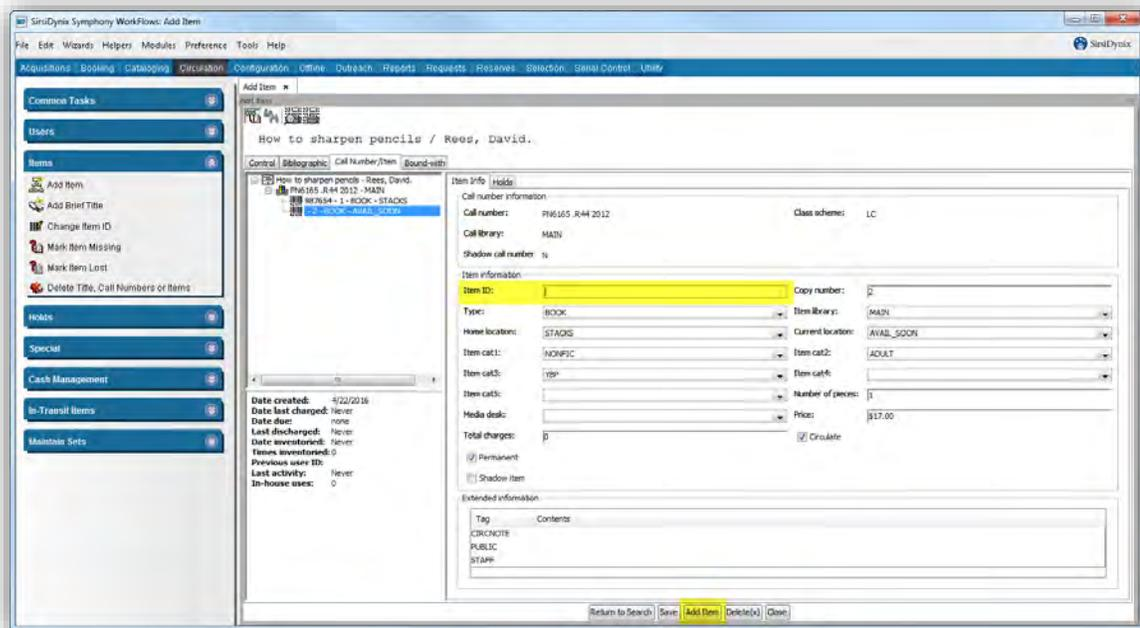 SirsiDynix Symphony WorkFlows: Add Item
File Edit Wizards Helpers Modules Preference Tools Help
SirsiDynix
Acquisitions Booking Cataloging Circulation Configuration Offline Outreach Reports Requests Reserves Selection Serial Control Utility
Common Tasks
Users
Items
Add Item
Add Brief Title
Change Item ID
Mark Item Missing
Mark Item Lost
Delete Title, Call Numbers or Items
Holds
Special
Cash Management
In-Transit Items
Maintain Sets
Add Item
Add Item
How to sharpen pencils / Rees, David.
Control Bibliographic Call Number/Item Bound-with
How to sharpen pencils - Rees, David.
PN6165 .R44 2012 - MAIN
987654 - 1 - BOOK - STACKS
- 2 - BOOK - AVAIL_SOON
Date created: 4/22/2016
Date last charged: Never
Date due: none
Last discharged: Never
Date inventoried: Never
Times inventoried: 0
Previous user ID:
Last activity: Never
In-house uses: 0
Item Info Holds
Call number information
Call number: PN6165 .R44 2012 Class scheme: LC
Call library: MAIN
Shadow call number N
Item information
Item ID: Copy number: 2
Type: BOOK Item library: MAIN
Home location: STACKS Current location: AVAIL_SOON
Item cat1: NONFIC Item cat2: ADULT
Item cat3: YBP Item cat4:
Item cat5: Number of pieces: 1
Media desk: Price: $17.00
Total charges: 0 Circulate
Permanent
Shadow item
Extended information
Tag Contents
CIRCNOTE
PUBLIC
STAFF
Return to Search Save Add Item Delete(x) Close